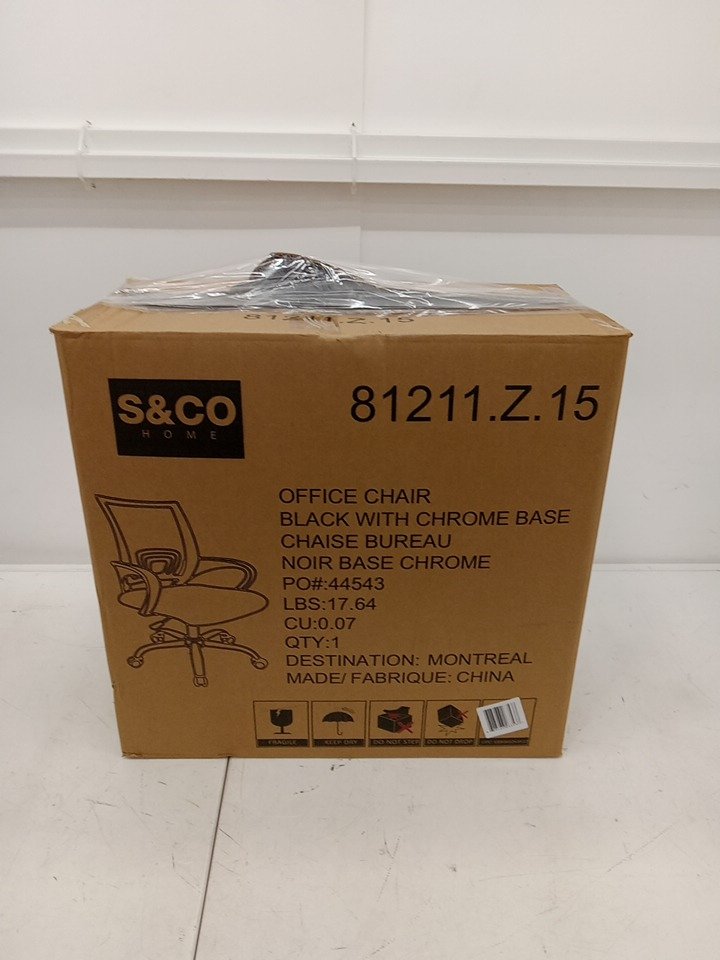 81211.Z.15
S&CO
HOME
81211.Z.15
OFFICE CHAIR
BLACK WITH CHROME BASE
CHAISE BUREAU
NOIR BASE CHROME
PO#:44543
LBS:17.64
CU:0.07
QTY:1
DESTINATION: MONTREAL
MADE/ FABRIQUE: CHINA
FRAGILE
KEEP DRY
DO NOT STEP
DO NOT DROP